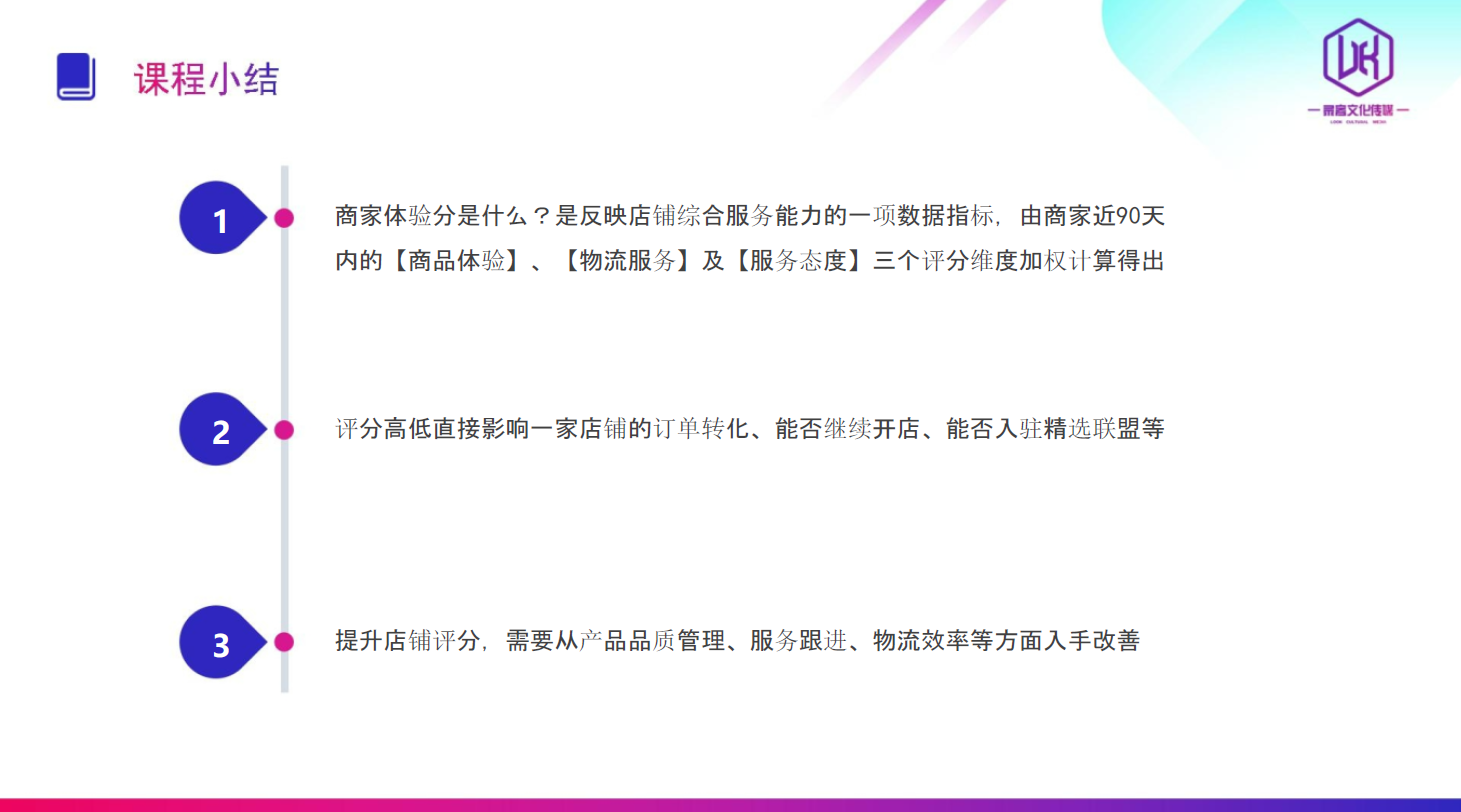 课程小结
1
商家体验分是什么？是反映店铺综合服务能力的一项数据指标，由商家近90天
内的【商品体验】、【物流服务】及【服务态度】三个评分维度加权计算得出
2
评分高低直接影响一家店铺的订单转化、能否继续开店、能否入驻精选联盟等
3
提升店铺评分，需要从产品品质管理、服务跟进、物流效率等方面入手改善